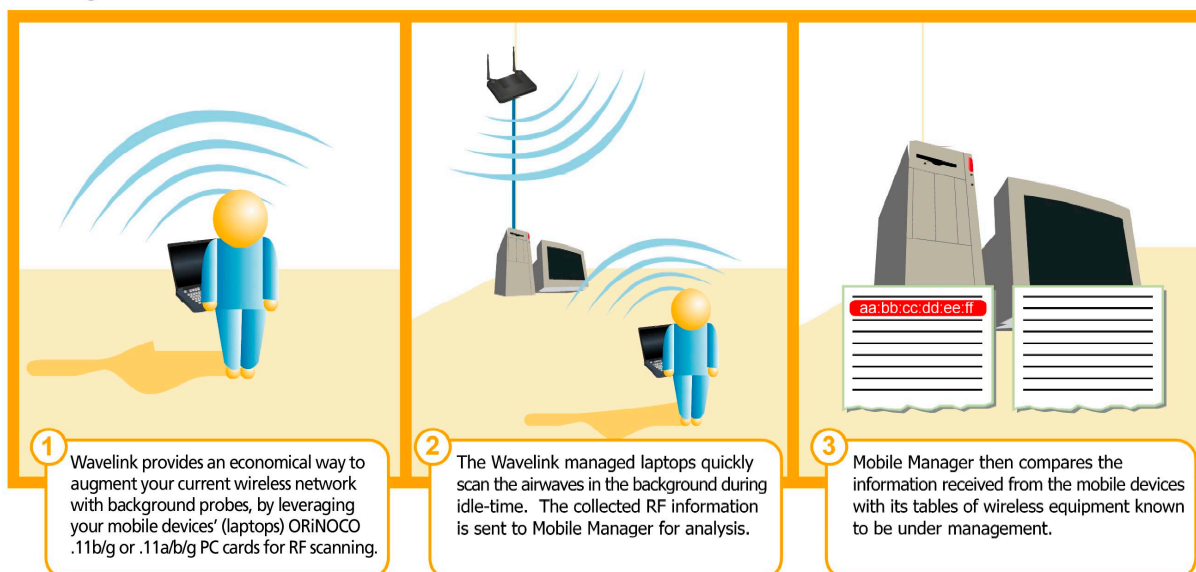 1
Wavelink provides an economical way to
augment your current wireless network
with background probes, by leveraging
your mobile devices' (laptops) ORiNOCO
.11b/g or .11a/b/g PC cards for RF scanning.
2
The Wavelink managed laptops quickly
scan the airwaves in the background during
idle-time.  The collected RF information
is sent to Mobile Manager for analysis.
aa:bb:cc:dd:ee:ff
3
Mobile Manager then compares the
information received from the mobile devices
with its tables of wireless equipment known
to be under management.